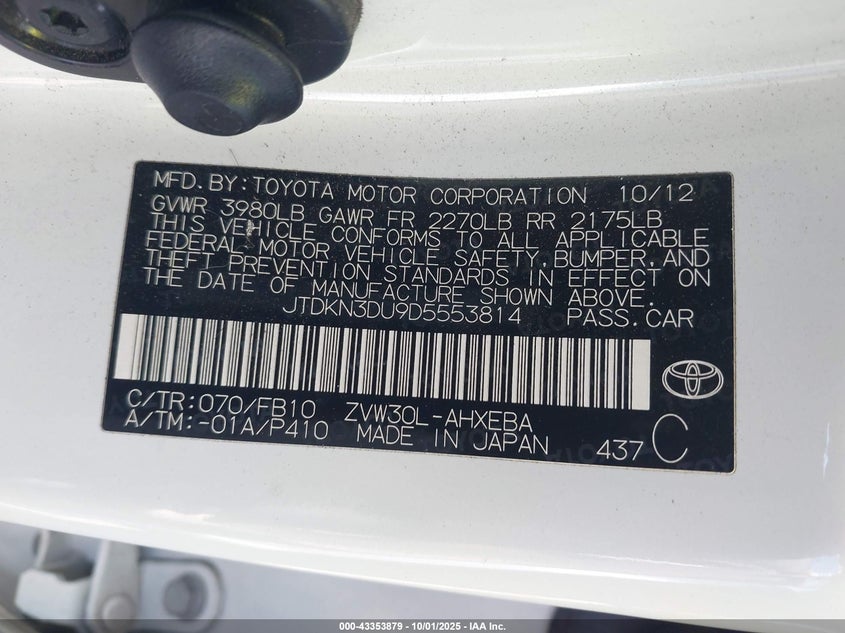 MFD.BY:TOYOTA MOTOR CORPORATION 10/12
GVWR 3980LB GAWR FR 2270LB RR 2175LB
THIS VEHICLE CONFORMS TO ALL APPLICABLE
FEDERAL MOTOR VEHICLE SAFETY,BUMPER,AND
THEFT PREVENTION STANDARDS IN EFFECT ON
THE DATE OF MANUFACTURE SHOWN ABOVE.
JTDKN3DU9D5553814 PASS.CAR
C/TR:070/FB10 ZVW30L-AHXEBA
A/TM:-01A/P410 MADE IN JAPAN 437 C
000-43353879 - 10/01/2025 - IAA Inc.